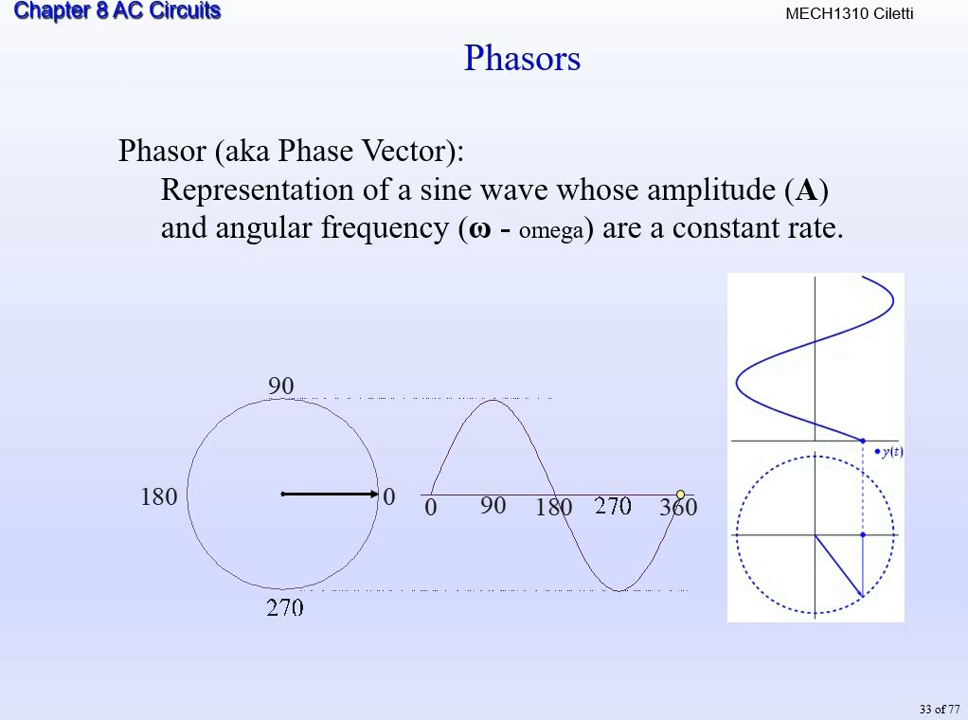 Chapter 8 AC Circuits
MECH1310 Ciletti
Phasors
Phasor (aka Phase Vector):
Representation of a sine wave whose amplitude (A)
and angular frequency (ω - omega) are a constant rate.
90
180
0
270
0
90
180
270
360
y(t)
33 of 77